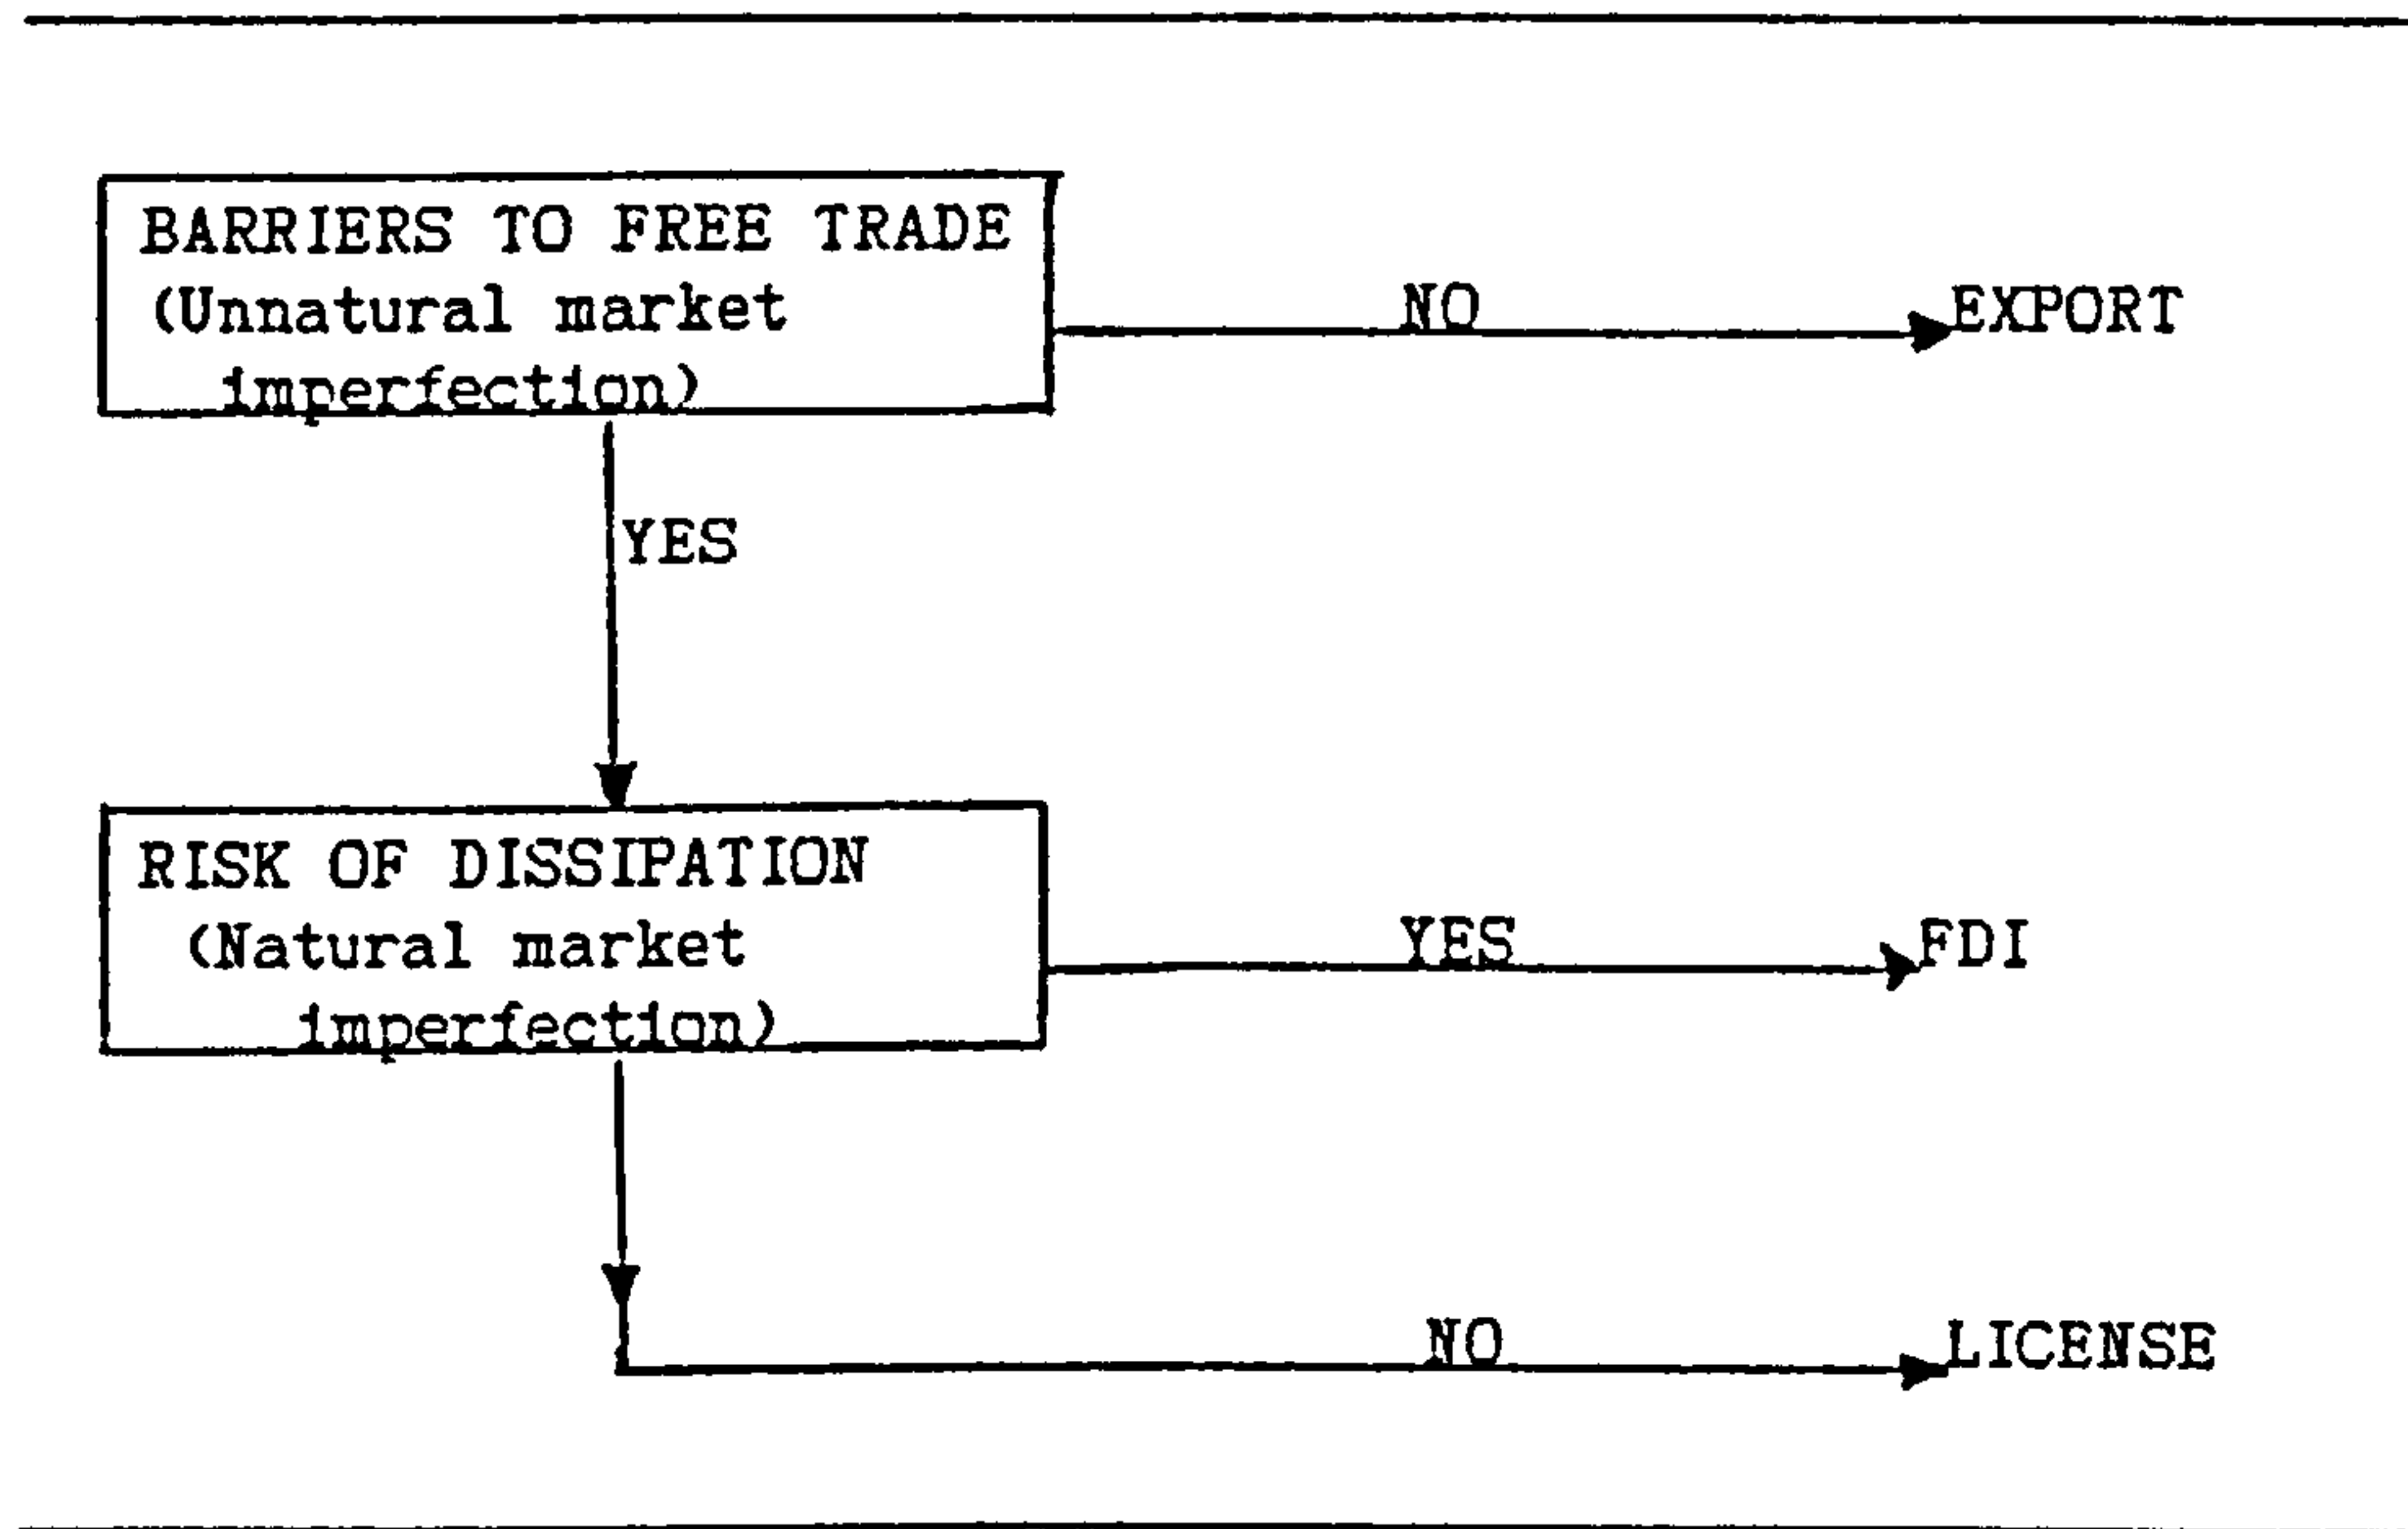 BARRIERS TO FREE TRADE
(Unnatural market
imperfection)
NO
EXPORT
YES
RISK OF DISSIPATION
(Natural market
imperfection)
YES
FDI
NO
LICENSE